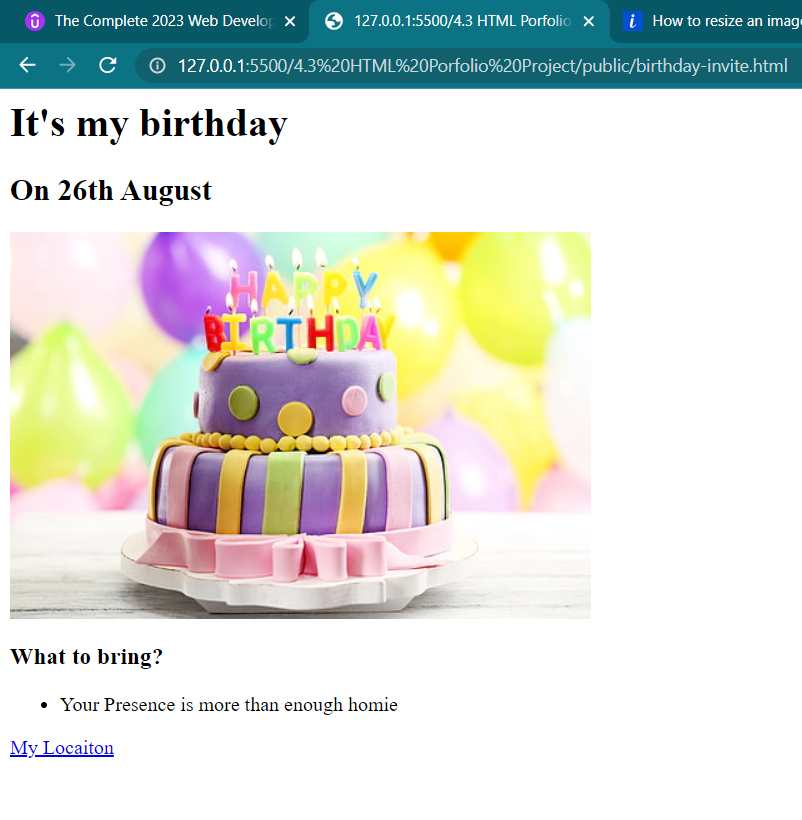 The Complete 2023 Web Develop
127.0.0.1:5500/4.3 HTML Porfolio
How to resize an image
127.0.0.1:5500/4.3%20HTML%20Porfolio%20Project/public/birthday-invite.html
It's my birthday
On 26th August
HAPPY
BIRTHDAY
What to bring?
Your Presence is more than enough homie
My Locaiton